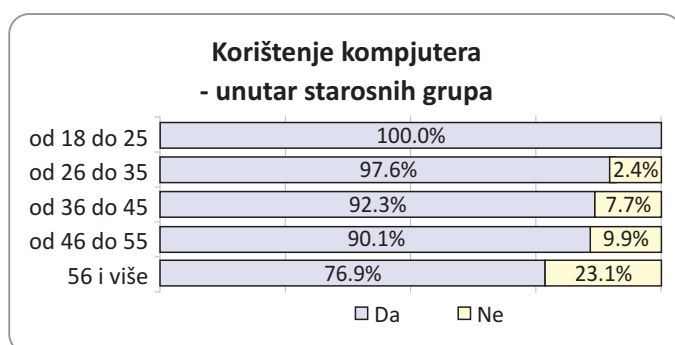 Korištenje kompjutera
- unutar starosnih grupa
od 18 do 25 100.0%
od 26 do 35 97.6% 2.4%
od 36 do 45 92.3% 7.7%
od 46 do 55 90.1% 9.9%
56 i više 76.9% 23.1%
Da Ne